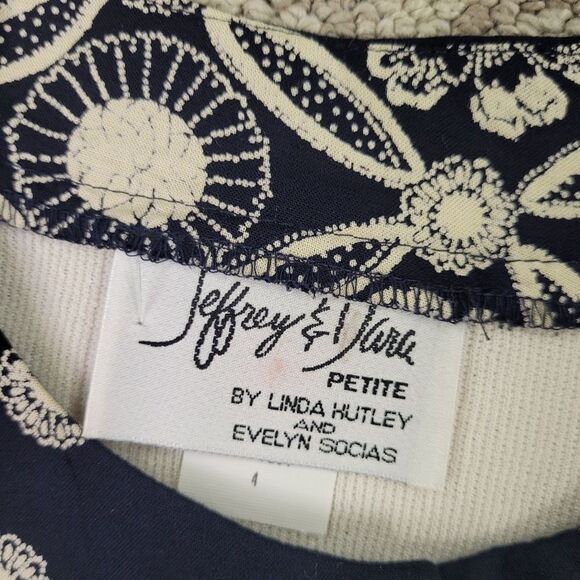 Jeffrey & Dara
PETITE
BY LINDA HUTLEY
AND
EVELYN SOCIAS
4